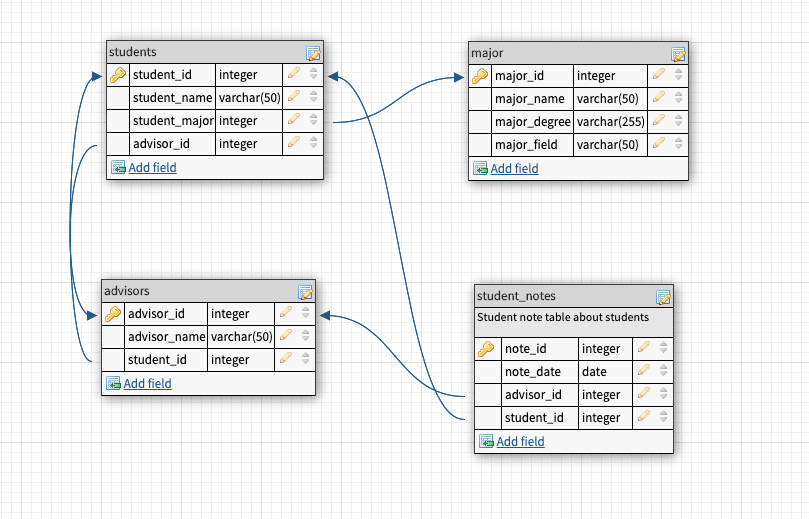 students
student_id integer
student_name varchar(50)
student_major integer
advisor_id integer
Add field
major
major_id integer
major_name varchar(50)
major_degree varchar(255)
major_field varchar(50)
Add field
advisors
advisor_id integer
advisor_name varchar(50)
student_id integer
Add field
student_notes
Student note table about students
note_id integer
note_date date
advisor_id integer
student_id integer
Add field